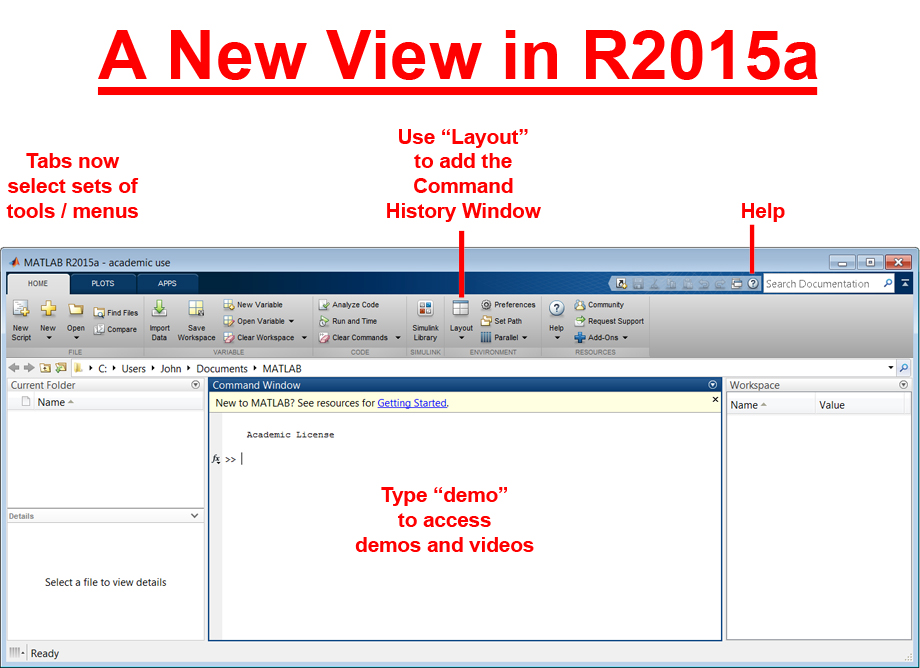 A New View in R2015a
Tabs now
select sets of
tools / menus
Use “Layout”
to add the
Command
History Window
Help
MATLAB R2015a - academic use
HOME PLOTS APPS
Search Documentation
New Script
New
Open
Find Files
Compare
FILE
Import Data
Save Workspace
New Variable
Open Variable
Clear Workspace
VARIABLE
Analyze Code
Run and Time
Clear Commands
CODE
Simulink Library
SIMULINK
Layout
Preferences
Set Path
Parallel
ENVIRONMENT
Help
Community
Request Support
Add-Ons
RESOURCES
C: Users John Documents MATLAB
Current Folder
Name
Details
Select a file to view details
Command Window
New to MATLAB? See resources for Getting Started.
Academic License
fx >>
Type “demo”
to access
demos and videos
Workspace
Name Value
Ready